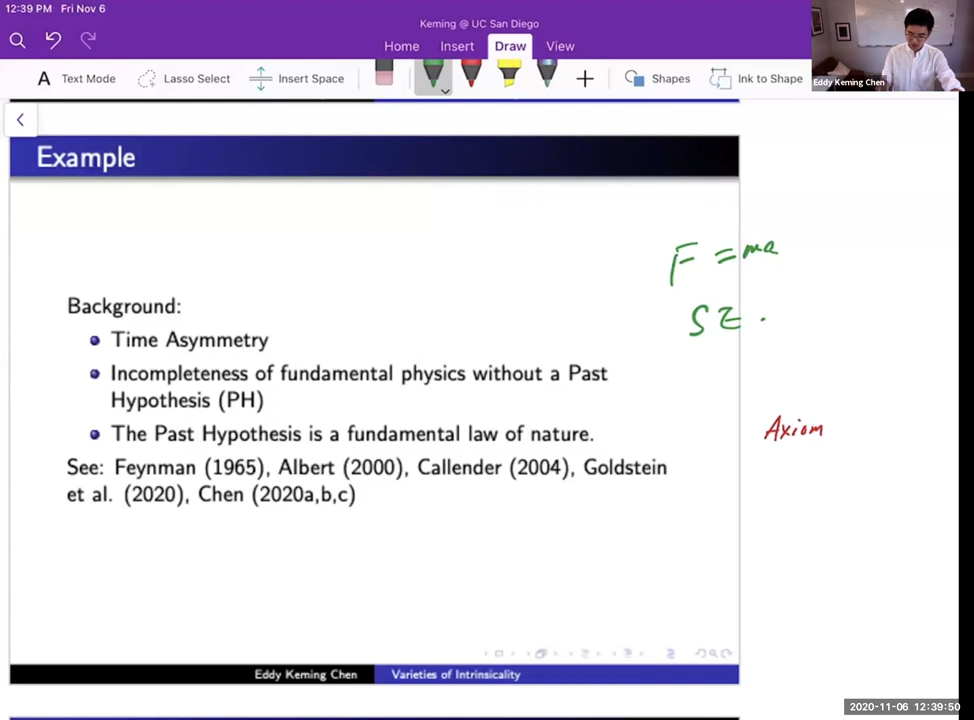 12:39 PM Fri Nov 6
Keming @ UC San Diego
Home Insert Draw View
Text Mode Lasso Select Insert Space Shapes Ink to Shape
Eddy Keming Chen
Example
F = ma
SE.
Background:
Time Asymmetry
Incompleteness of fundamental physics without a Past
Hypothesis (PH)
The Past Hypothesis is a fundamental law of nature.
Axiom
See: Feynman (1965), Albert (2000), Callender (2004), Goldstein
et al. (2020), Chen (2020a,b,c)
Eddy Keming Chen Varieties of Intrinsicality
2020-11-06 12:39:50